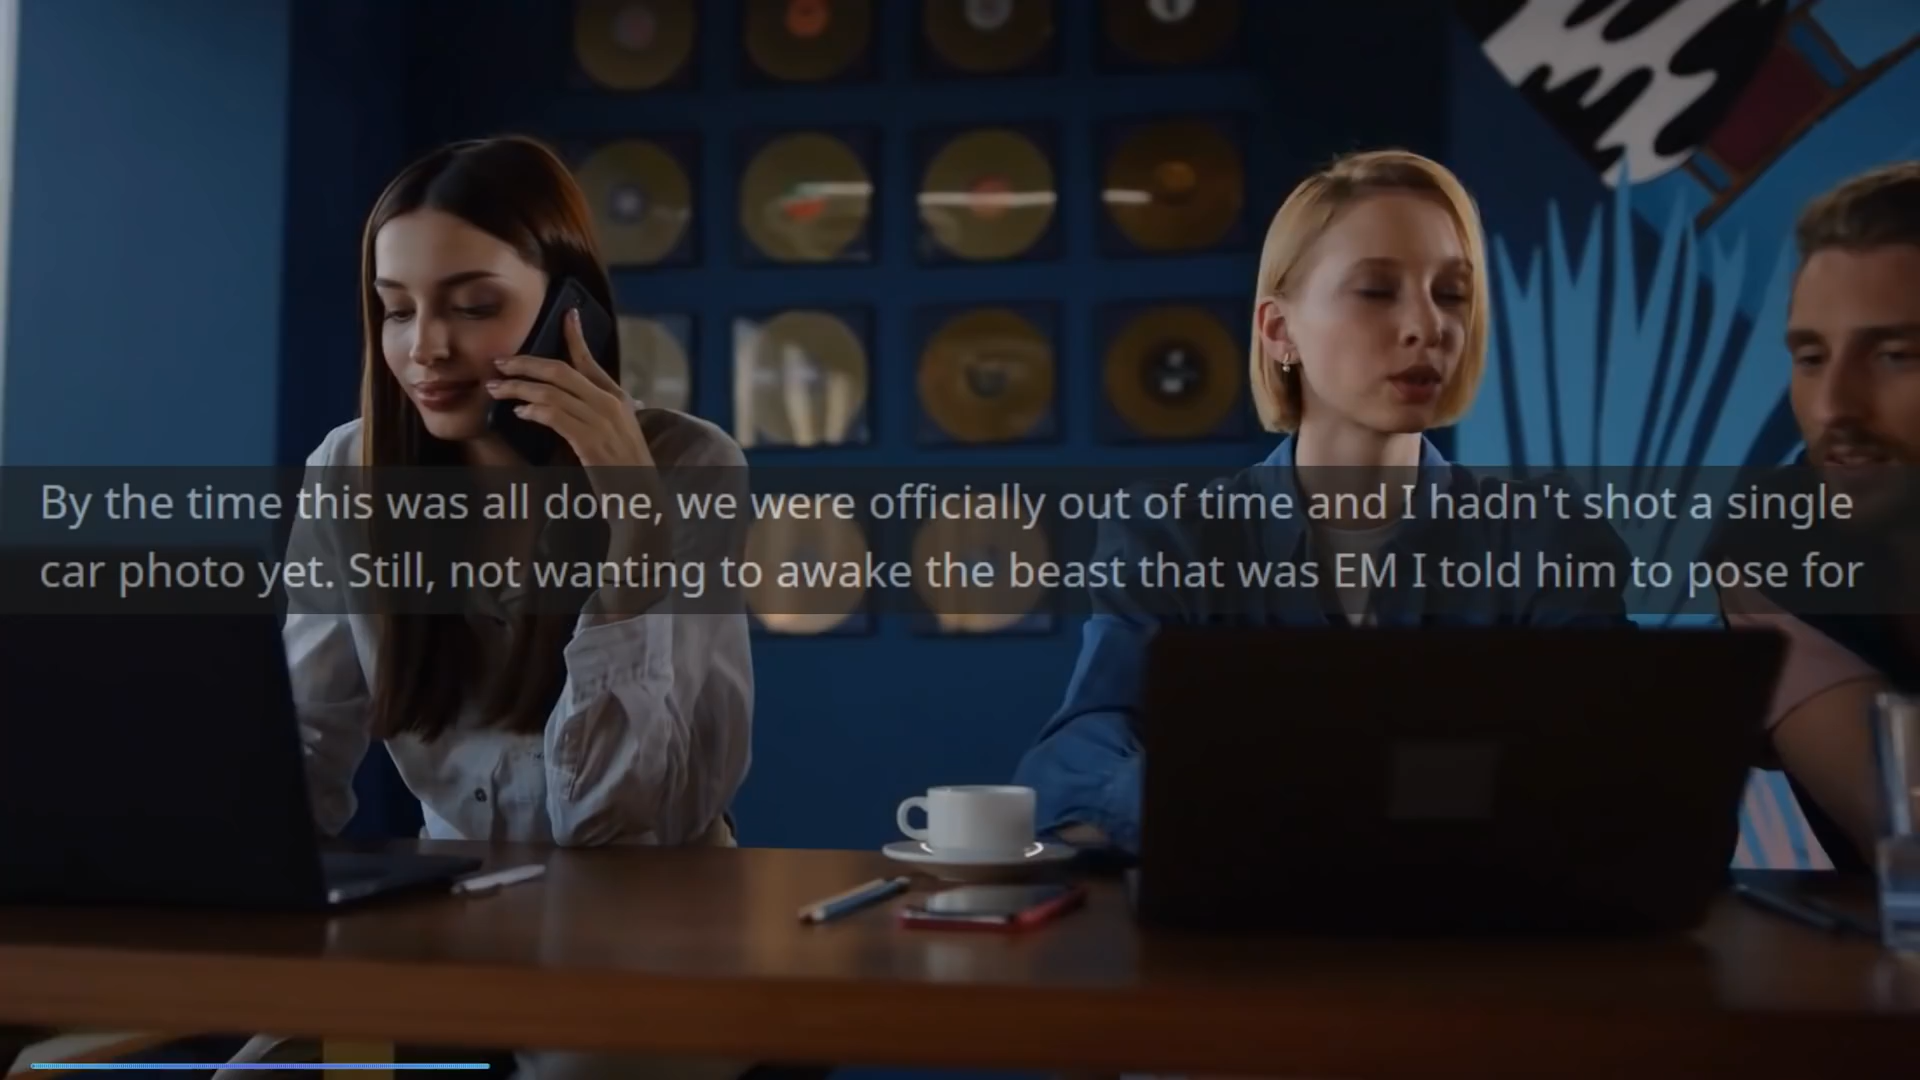 By the time this was all done, we were officially out of time and I hadn't shot a single
car photo yet. Still, not wanting to awake the beast that was EM I told him to pose for